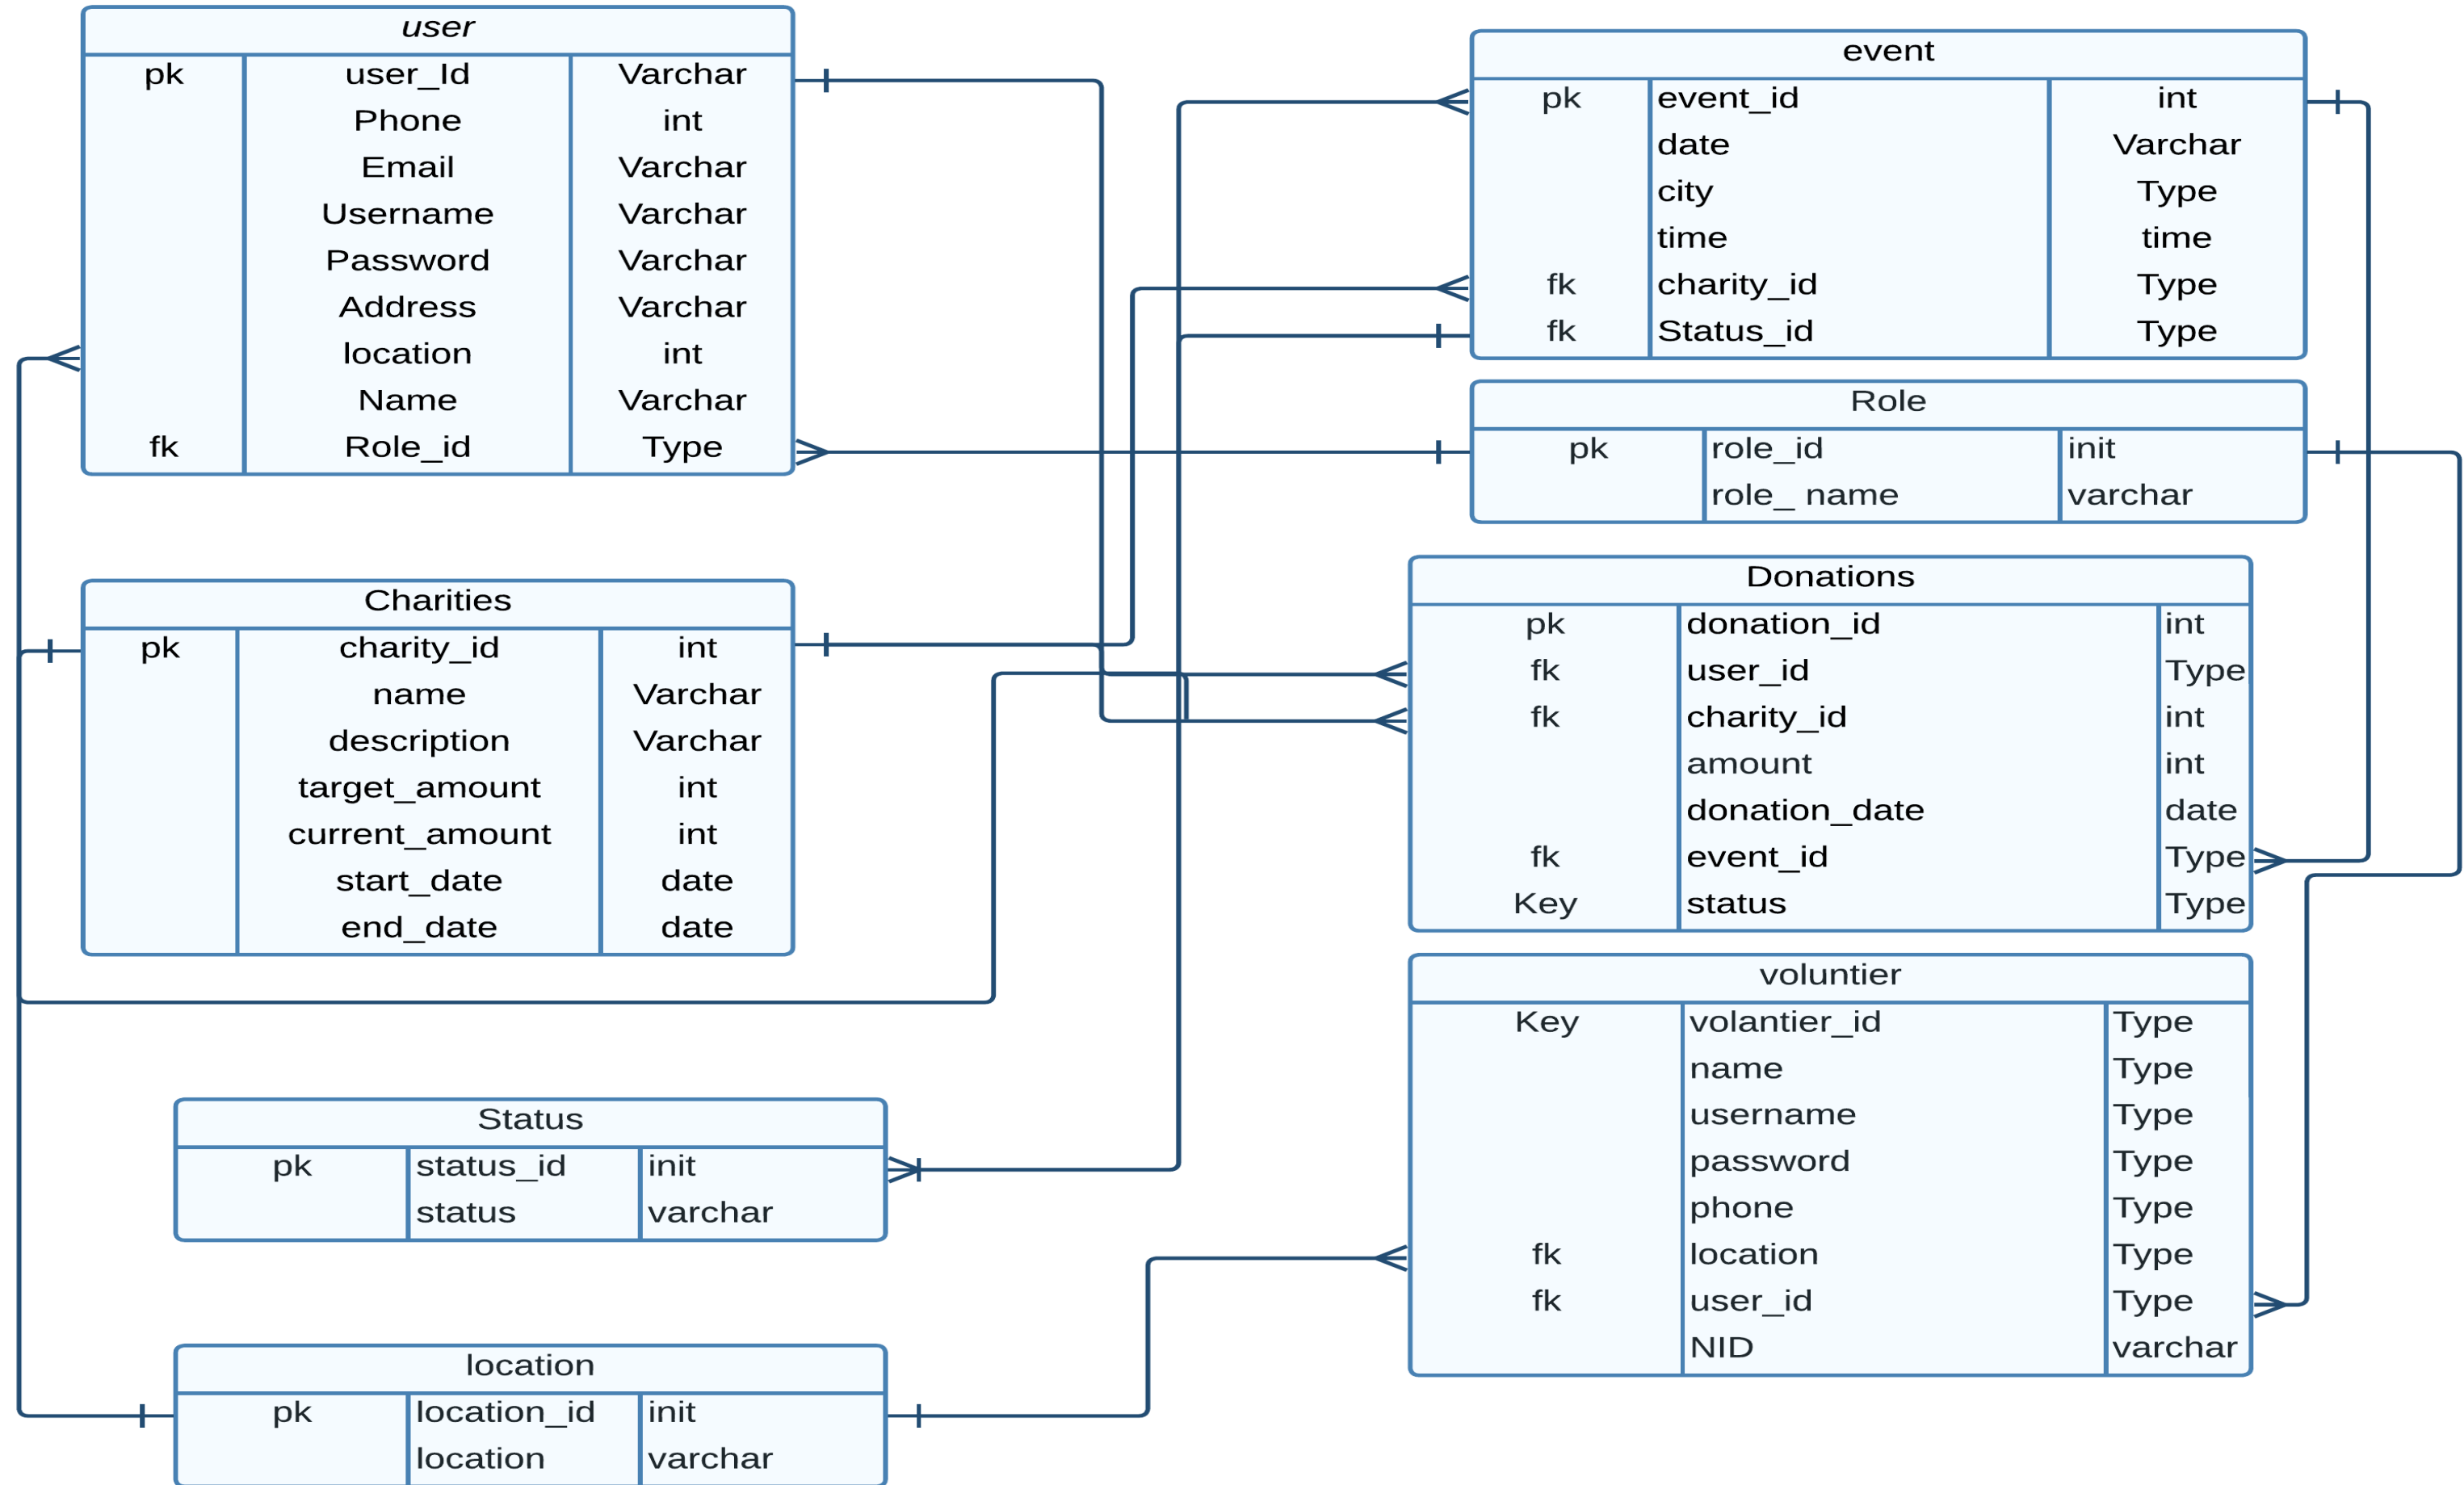 user
pk user_Id Varchar
Phone int
Email Varchar
Username Varchar
Password Varchar
Address Varchar
location int
Name Varchar
fk Role_id Type
event
pk event_id int
date Varchar
city Type
time time
fk charity_id Type
fk Status_id Type
Role
pk role_id init
role_ name varchar
Charities
pk charity_id int
name Varchar
description Varchar
target_amount int
current_amount int
start_date date
end_date date
Donations
pk donation_id int
fk user_id Type
fk charity_id int
amount int
donation_date date
fk event_id Type
Key status Type
voluntier
Key volantier_id Type
name Type
username Type
password Type
phone Type
fk location Type
fk user_id Type
NID varchar
Status
pk status_id init
status varchar
location
pk location_id init
location varchar